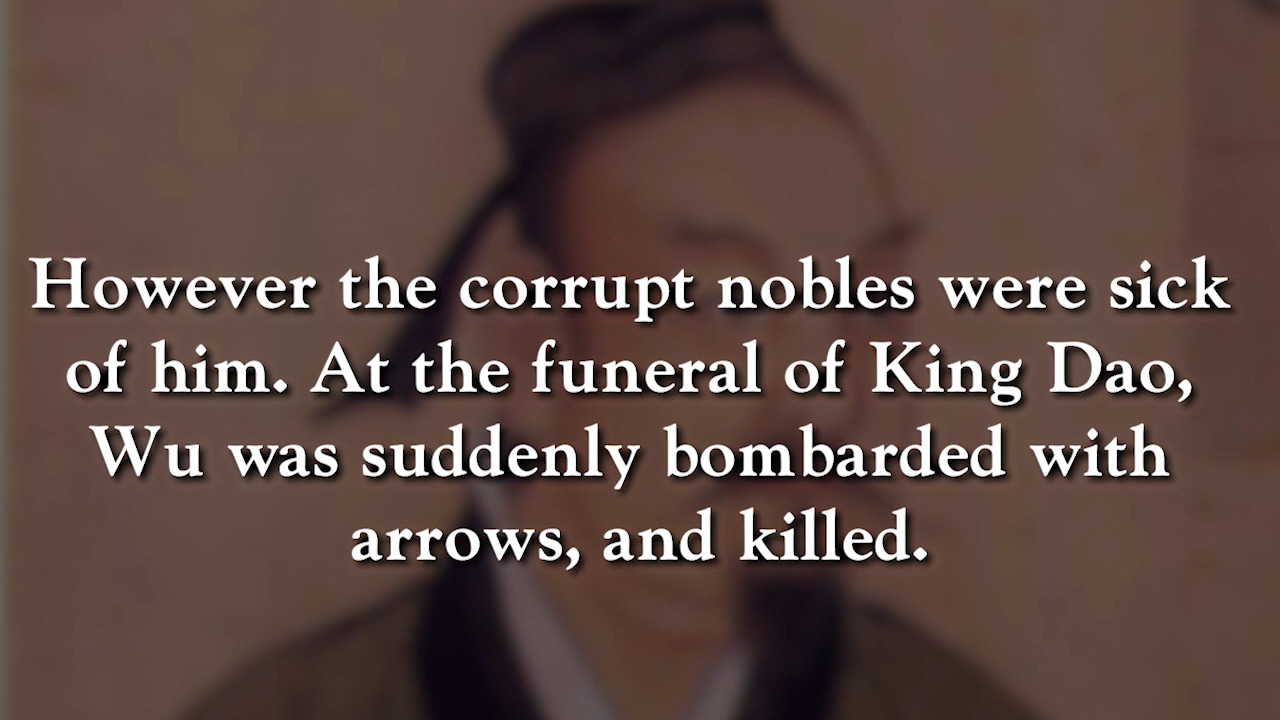 However the corrupt nobles were sick
of him. At the funeral of King Dao,
Wu was suddenly bombarded with
arrows, and killed.